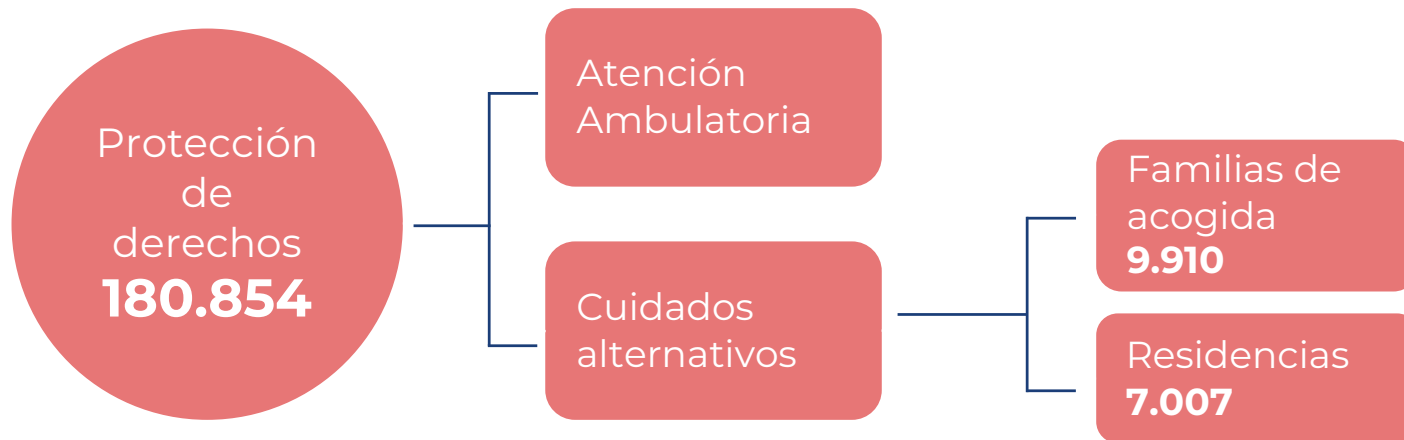 Protección
de
derechos
180.854
Atención
Ambulatoria
Cuidados
alternativos
Familias de
acogida
9.910
Residencias
7.007